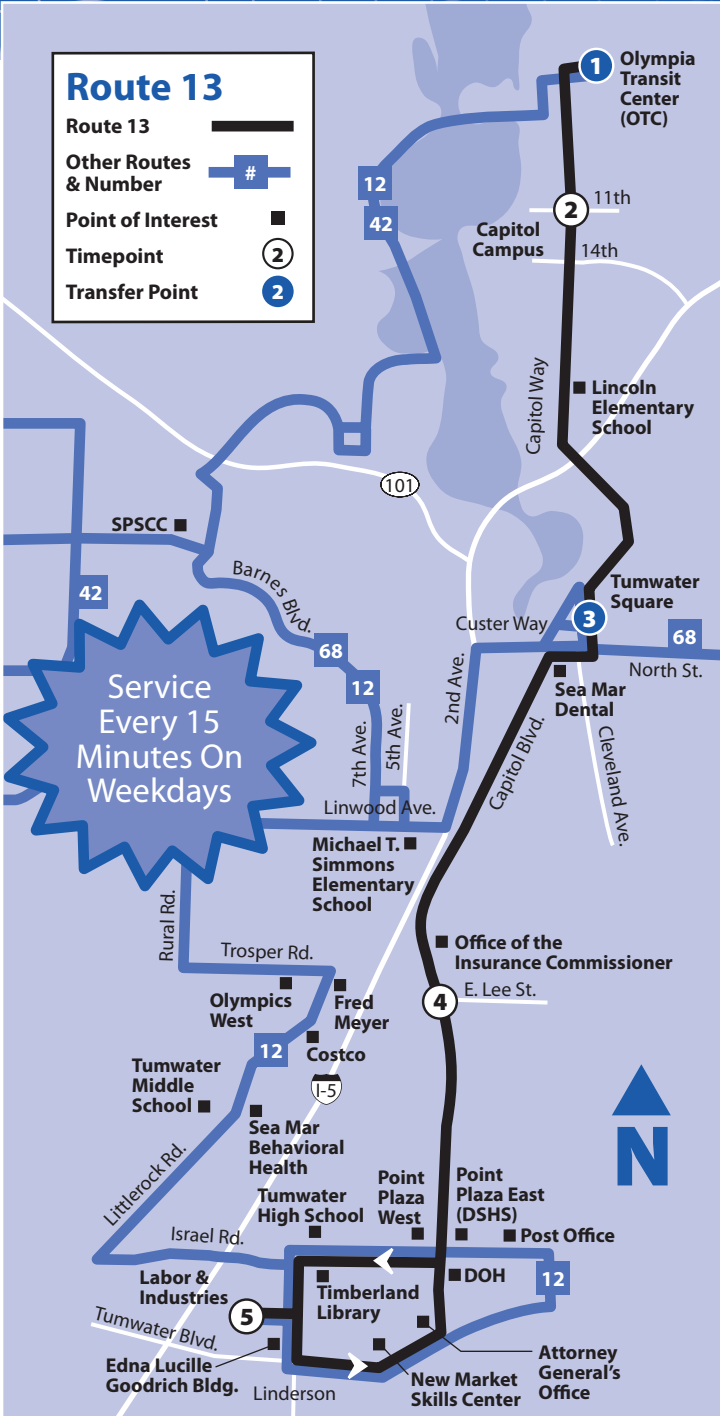 Route 13
Route 13
Other Routes
& Number
#
Point of Interest
Timepoint
2
Transfer Point
2
1
Olympia
Transit
Center
(OTC)
12
42
2
11th
Capitol
Campus
14th
Capitol Way
Lincoln
Elementary
School
101
SPSCC
42
Barnes Blvd.
68
12
Tumwater
Square
3
Custer Way
68
North St.
Sea Mar
Dental
2nd Ave.
7th Ave.
5th Ave.
Capitol Blvd.
Cleveland Ave.
Service
Every 15
Minutes On
Weekdays
Linwood Ave.
Michael T.
Simmons
Elementary
School
Rural Rd.
Trosper Rd.
Office of the
Insurance Commissioner
4
E. Lee St.
Olympics
West
Fred
Meyer
12
Costco
I-5
Tumwater
Middle
School
Sea Mar
Behavioral
Health
N
Littlerock Rd.
Tumwater
High School
Point
Plaza
West
Point
Plaza East
(DSHS)
Post Office
Israel Rd.
Labor &
Industries
5
Timberland
Library
DOH
12
Tumwater Blvd.
Edna Lucille
Goodrich Bldg.
Linderson
New Market
Skills Center
Attorney
General's
Office